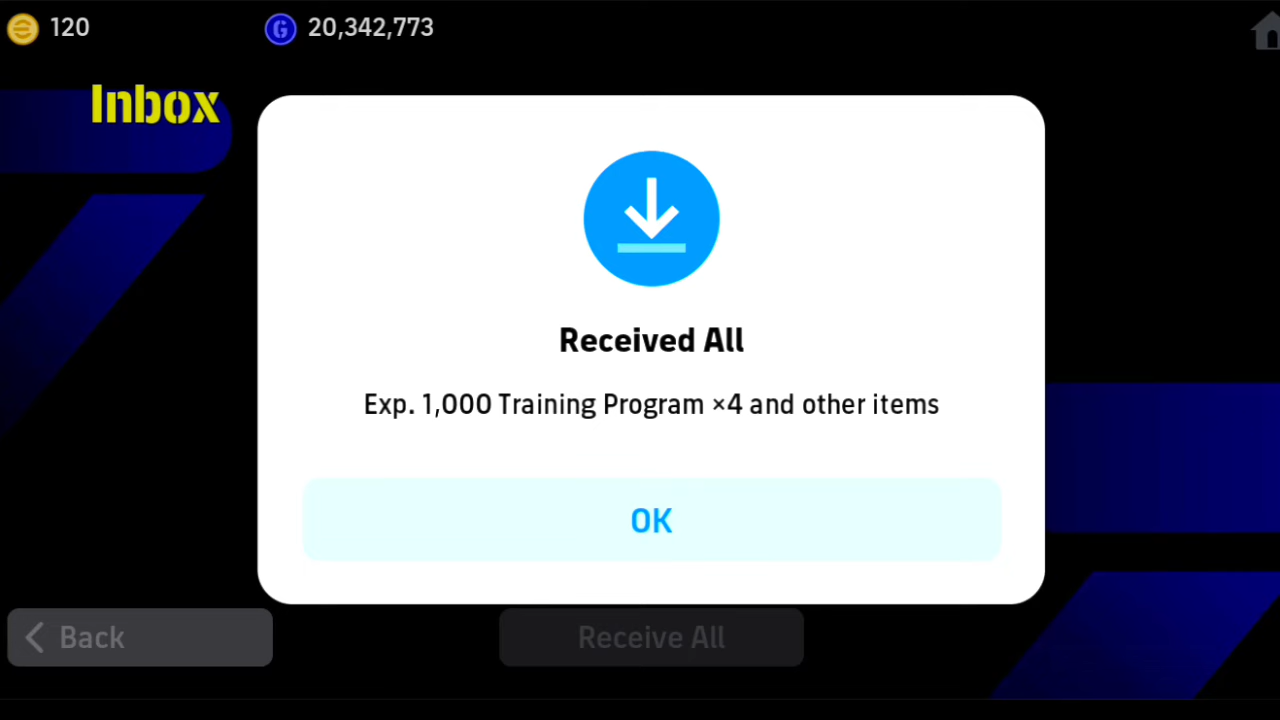 120
20,342,773
Inbox
Received All
Exp. 1,000 Training Program ×4 and other items
OK
Back
Receive All